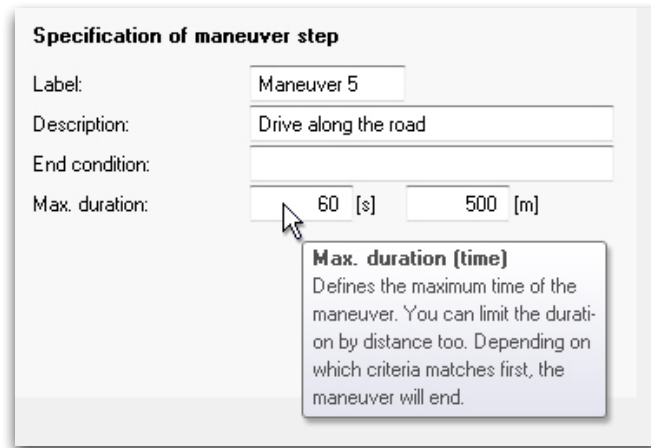 Specification of maneuver step
Label: Maneuver 5
Description: Drive along the road
End condition:
Max. duration: 60 [s] 500 [m]
Max. duration (time)
Defines the maximum time of the
maneuver. You can limit the durati-
on by distance too. Depending on
which criteria matches first, the
maneuver will end.